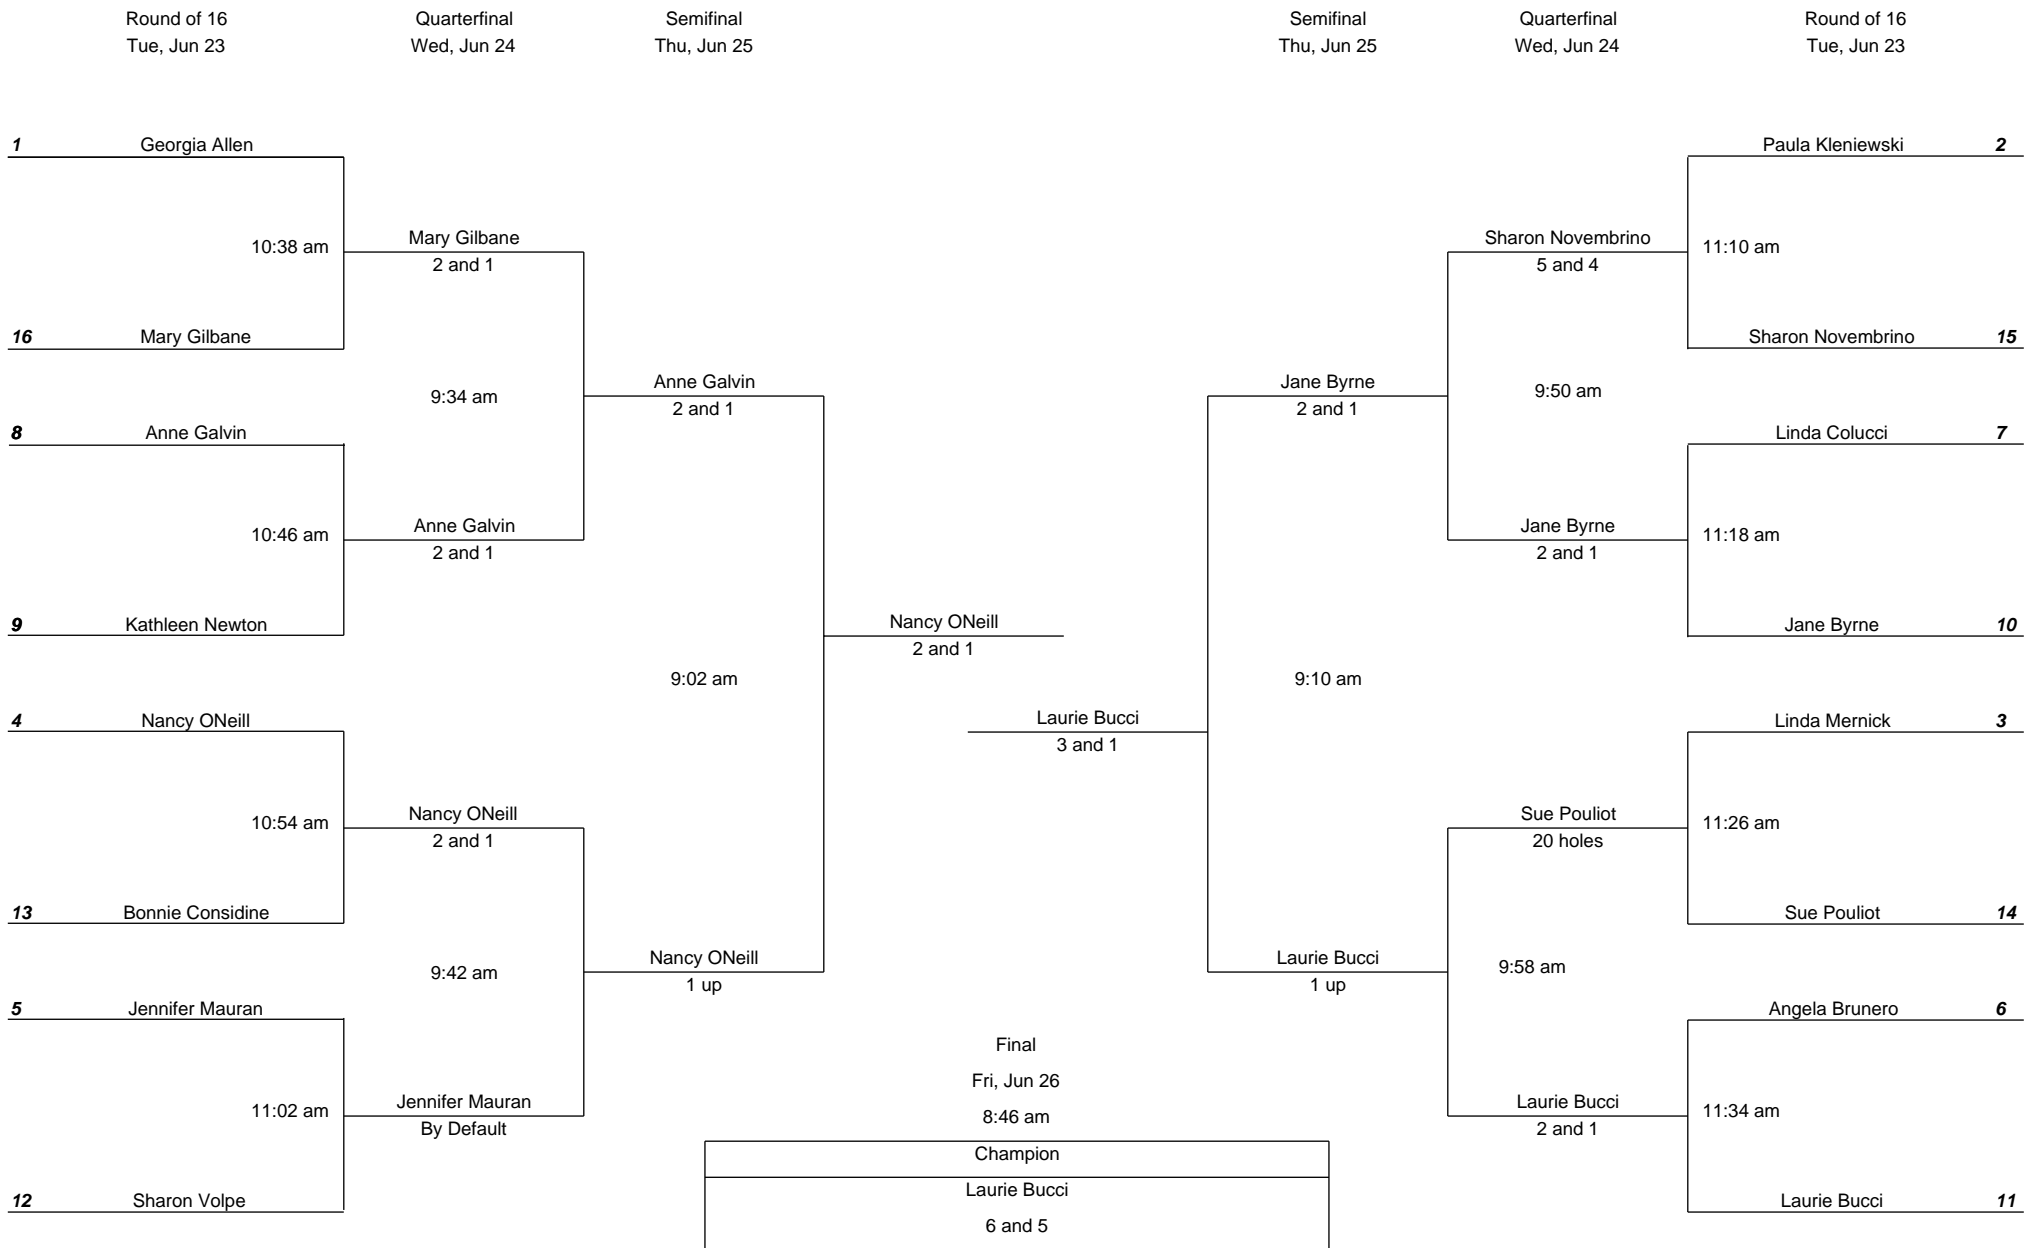 Round of 16 Quarterfinal Semifinal Semifinal Quarterfinal Round of 16
Tue, Jun 23 Wed, Jun 24 Thu, Jun 25 Thu, Jun 25 Wed, Jun 24 Tue, Jun 23
1 Georgia Allen Paula Kleniewski 2
Mary Gilbane Sharon Novembrino
10:38 am 11:10 am
2 and 1 5 and 4
16 Mary Gilbane Sharon Novembrino 15
Anne Galvin Jane Byrne
9:34 am 9:50 am
2 and 1 2 and 1
8 Anne Galvin Linda Colucci 7
Anne Galvin Jane Byrne
10:46 am 11:18 am
2 and 1 2 and 1
9 Kathleen Newton Nancy ONeill Jane Byrne 10
2 and 1
9:02 am 9:10 am
4 Nancy ONeill Laurie Bucci Linda Mernick 3
3 and 1
Nancy ONeill Sue Pouliot
10:54 am 11:26 am
2 and 1 20 holes
13 Bonnie Considine Sue Pouliot 14
Nancy ONeill Laurie Bucci
9:42 am 9:58 am
1 up 1 up
5 Jennifer Mauran Angela Brunero 6
Final
Fri, Jun 26
Jennifer Mauran Laurie Bucci
11:02 am 8:46 am 11:34 am
By Default 2 and 1
Champion
Laurie Bucci
12 Sharon Volpe Laurie Bucci 11
6 and 5